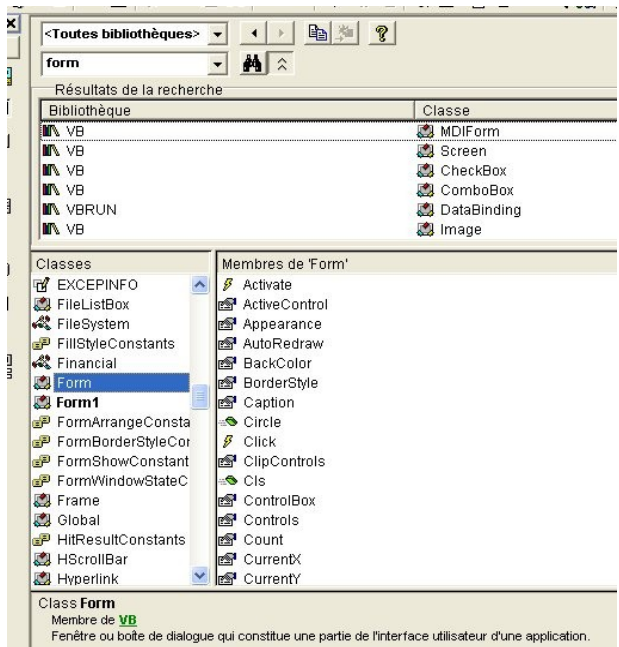 <Toutes bibliothèques>
form
Résultats de la recherche
Bibliothèque Classe
VB MDIForm
VB Screen
VB CheckBox
VB ComboBox
VBRUN DataBinding
VB Image
Classes
EXCEPINFO
FileListBox
FileSystem
FillStyleConstants
Financial
Form
Form1
FormArrangeConsta
FormBorderStyleCor
FormShowConstant
FormWindowStateC
Frame
Global
HitResultConstants
HScrollBar
Hyperlink
Membres de 'Form'
Activate
ActiveControl
Appearance
AutoRedraw
BackColor
BorderStyle
Caption
Circle
Click
ClipControls
Cls
ControlBox
Controls
Count
CurrentX
CurrentY
Class Form
Membre de VB
Fenêtre ou boîte de dialogue qui constitue une partie de l'interface utilisateur d'une application.